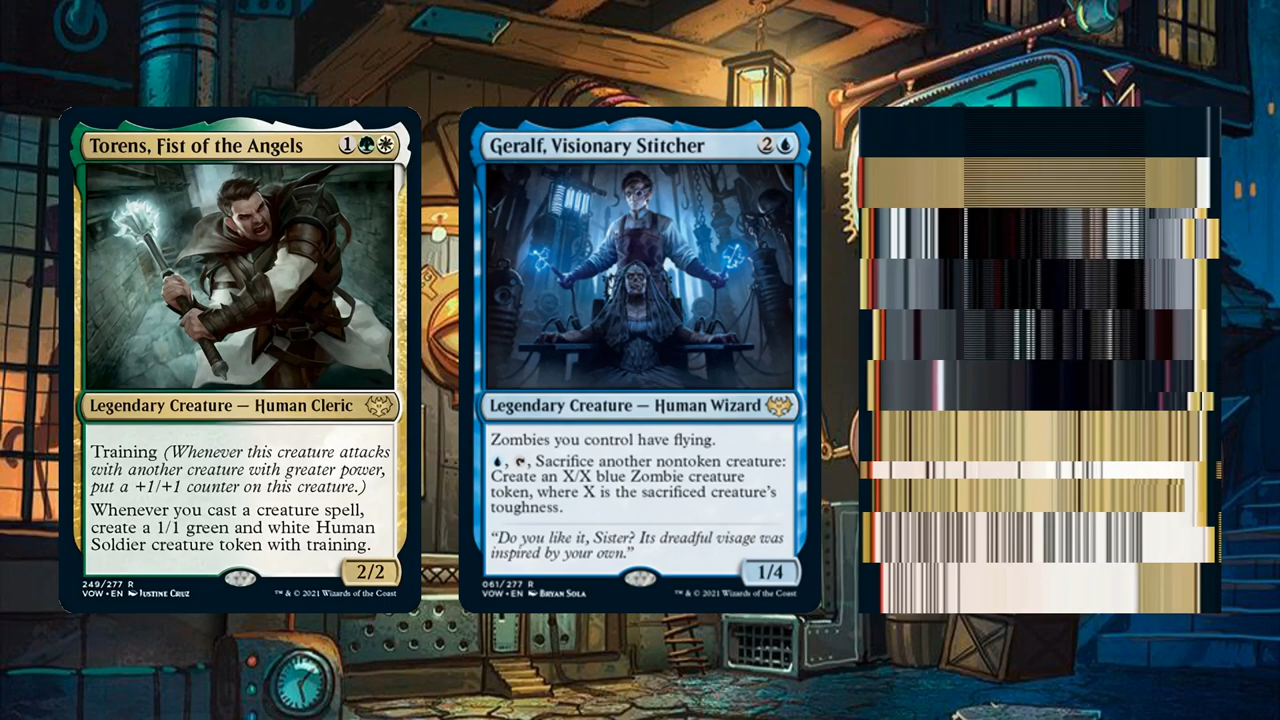 Torens, Fist of the Angels 1
Legendary Creature — Human Cleric
Training (Whenever this creature attacks
with another creature with greater power,
put a +1/+1 counter on this creature.)
Whenever you cast a creature spell,
create a 1/1 green and white Human
Soldier creature token with training.
2/2
249/277 R
VOW • EN Justine Cruz
™ & © 2021 Wizards of the Coast
Geralf, Visionary Stitcher 2
Legendary Creature — Human Wizard
Zombies you control have flying.
, , Sacrifice another nontoken creature:
Create an X/X blue Zombie creature
token, where X is the sacrificed creature's
toughness.
“Do you like it, Sister? Its dreadful visage was
inspired by your own.”
1/4
061/277 R
VOW • EN Bryan Sola
™ & © 2021 Wizards of the Coast